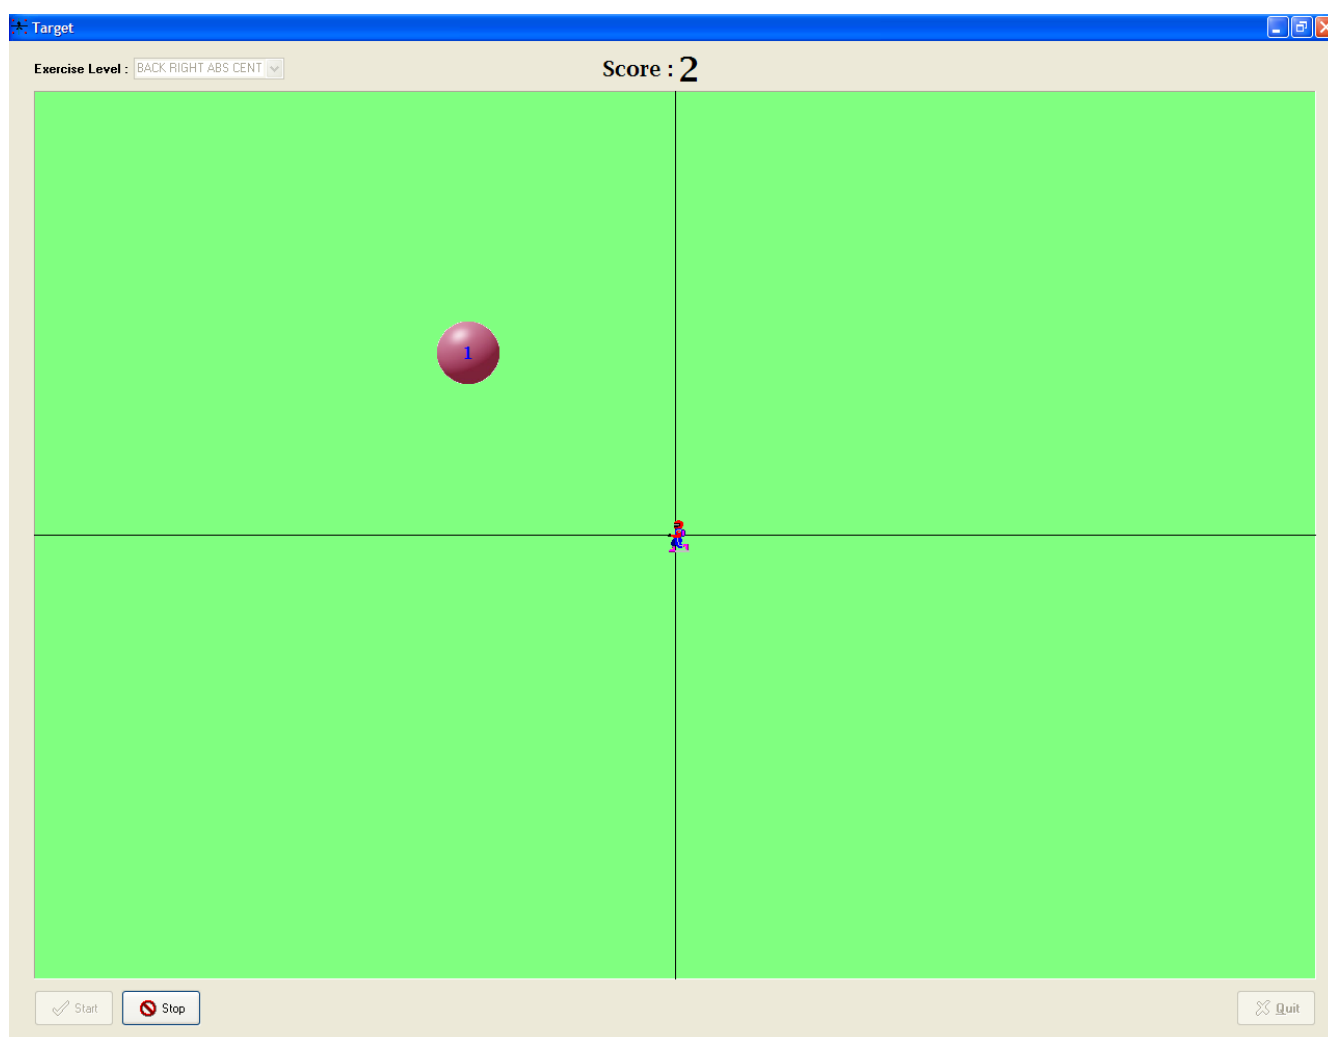 Target
Exercise Level : BACK RIGHT ABS CENT
Score : 2
1
Start
Stop
Quit